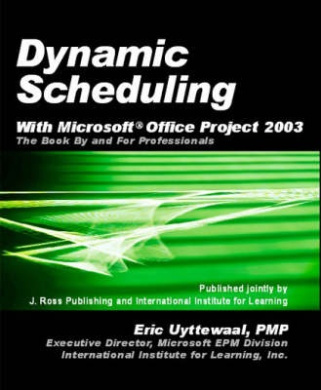 Dynamic
Scheduling
With Microsoft® Office Project 2003
The Book By and For Professionals
Published jointly by
J. Ross Publishing and International Institute for Learning
Eric Uyttewaal, PMP
Executive Director, Microsoft EPM Division
International Institute for Learning, Inc.